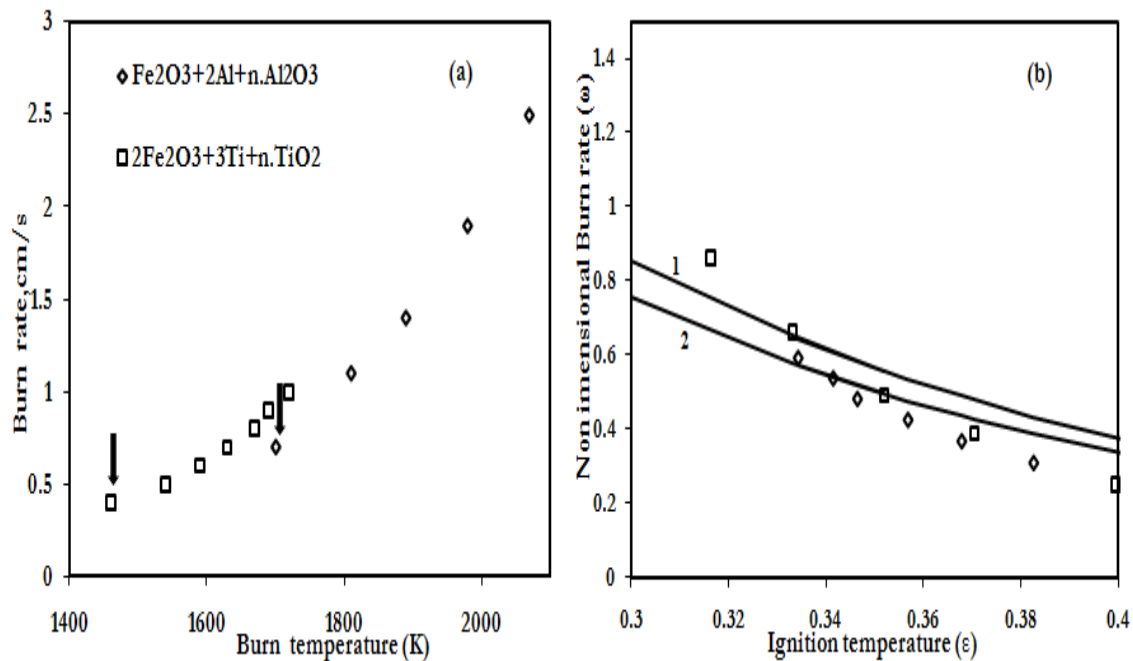 3
2.5
2
1.5
1
0.5
0
Burn rate,cm/s
Fe2O3+2Al+n.Al2O3
2Fe2O3+3Ti+n.TiO2
(a)
1400 1600 1800 2000
Burn temperature (K)
1.4
1.2
1
0.8
0.6
0.4
0.2
0
Non imensional Burn rate (ω)
(b)
1
2
0.3 0.32 0.34 0.36 0.38 0.4
Ignition temperature (ε)